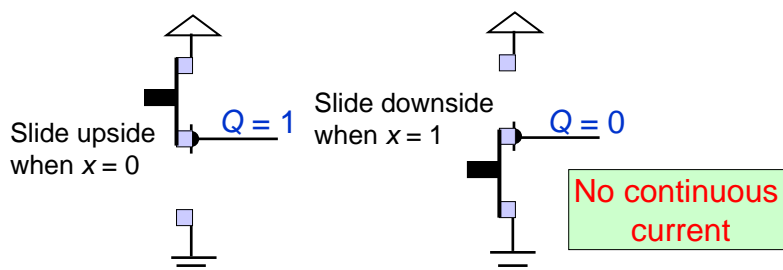 Slide upside
when x = 0
Q = 1
Slide downside
when x = 1
Q = 0
No continuous
current